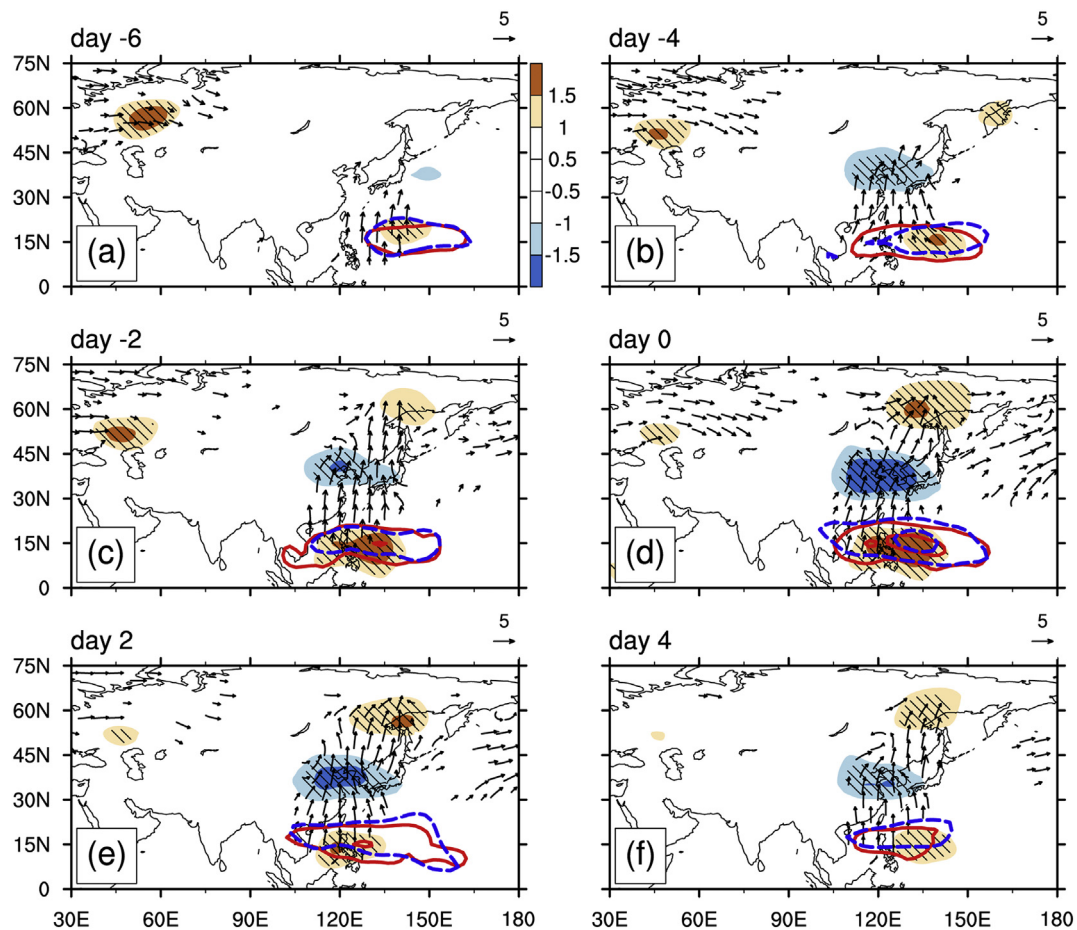 day -6
5
day -4
5
75N
60N
45N
30N
15N
0
1.5
1
0.5
-0.5
-1
-1.5
75N
60N
45N
30N
15N
0
(a)
(b)
day -2
5
day 0
5
75N
60N
45N
30N
15N
0
75N
60N
45N
30N
15N
0
(c)
(d)
day 2
5
day 4
5
75N
60N
45N
30N
15N
0
75N
60N
45N
30N
15N
0
(e)
(f)
30E 60E 90E 120E 150E 180
30E 60E 90E 120E 150E 180